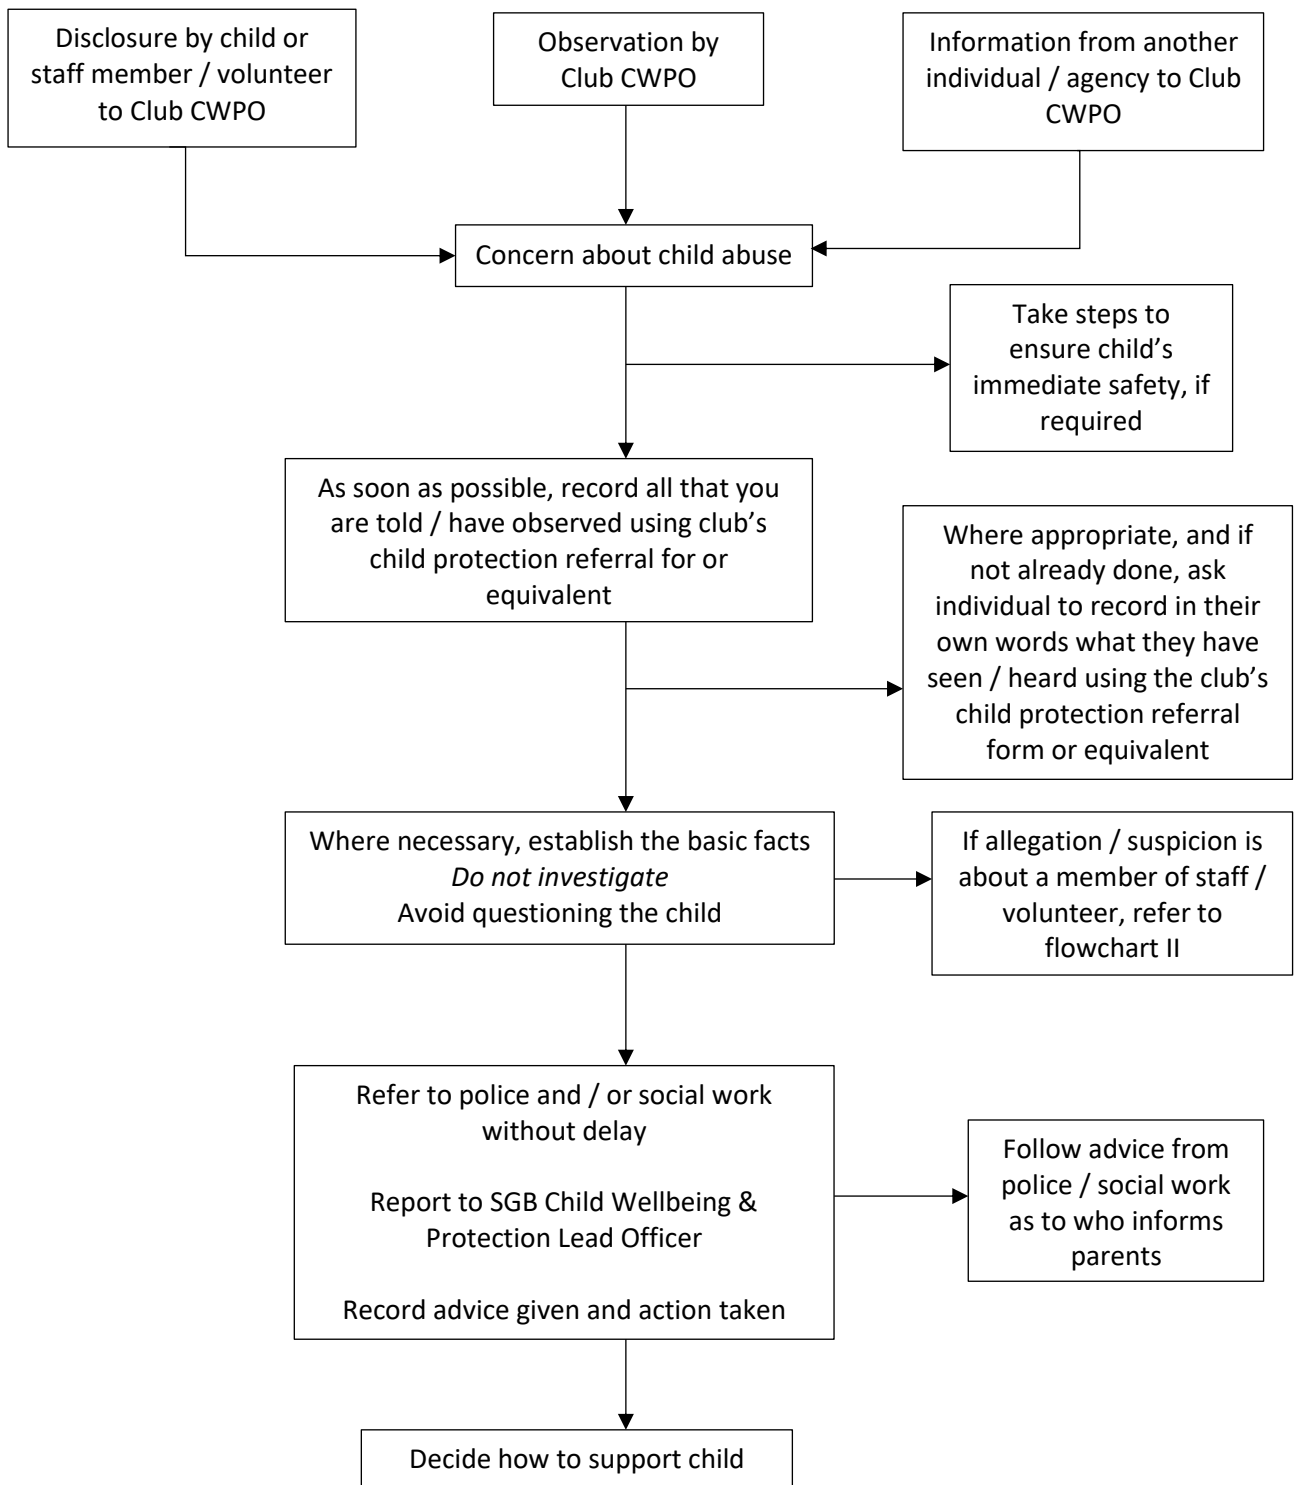 Disclosure by child or
staff member / volunteer
to Club CWPO
Observation by
Club CWPO
Information from another
individual / agency to Club
CWPO
Concern about child abuse
Take steps to
ensure child’s
immediate safety, if
required
As soon as possible, record all that you
are told / have observed using club’s
child protection referral for or
equivalent
Where appropriate, and if
not already done, ask
individual to record in their
own words what they have
seen / heard using the club’s
child protection referral
form or equivalent
Where necessary, establish the basic facts
Do not investigate
Avoid questioning the child
If allegation / suspicion is
about a member of staff /
volunteer, refer to
flowchart II
Refer to police and / or social work
without delay
Report to SGB Child Wellbeing &
Protection Lead Officer
Record advice given and action taken
Follow advice from
police / social work
as to who informs
parents
Decide how to support child